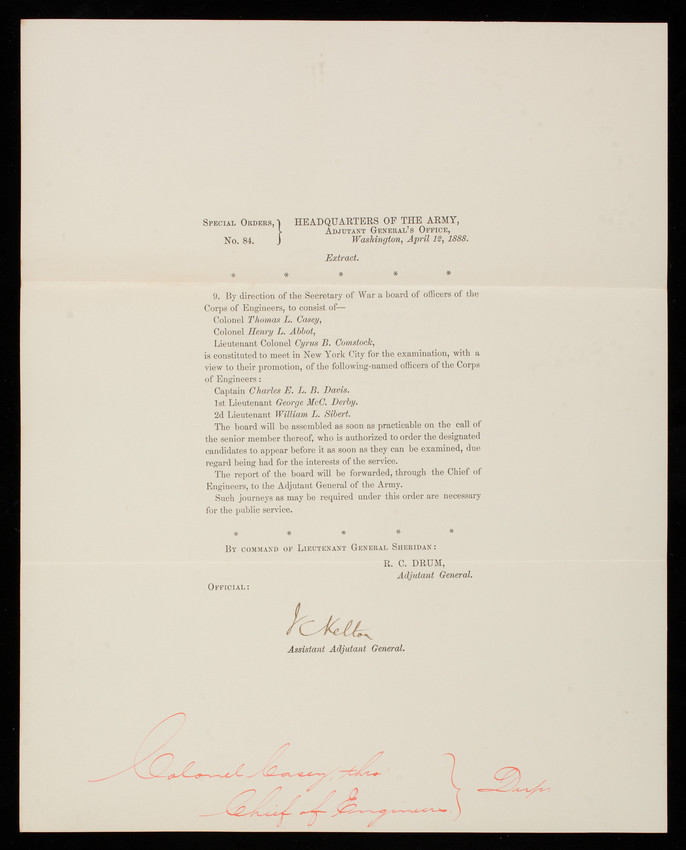 SPECIAL ORDERS, } HEADQUARTERS OF THE ARMY,
ADJUTANT GENERAL'S OFFICE,
No. 84. Washington, April 12, 1888.
Extract.
* * * * *
9. By direction of the Secretary of War a board of officers of the
Corps of Engineers, to consist of—
Colonel Thomas L. Casey,
Colonel Henry L. Abbot,
Lieutenant Colonel Cyrus B. Comstock,
is constituted to meet in New York City for the examination, with a
view to their promotion, of the following-named officers of the Corps
of Engineers:
Captain Charles E. L. B. Davis.
1st Lieutenant George McC. Derby.
2d Lieutenant William L. Sibert.
The board will be assembled as soon as practicable on the call of
the senior member thereof, who is authorized to order the designated
candidates to appear before it as soon as they can be examined, due
regard being had for the interests of the service.
The report of the board will be forwarded, through the Chief of
Engineers, to the Adjutant General of the Army.
Such journeys as may be required under this order are necessary
for the public service.
* * * * *
BY COMMAND OF LIEUTENANT GENERAL SHERIDAN:
R. C. DRUM,
Adjutant General.
OFFICIAL:
J C Kelton
Assistant Adjutant General.
Colonel Casey, thro
Chief of Engineers } Dup.